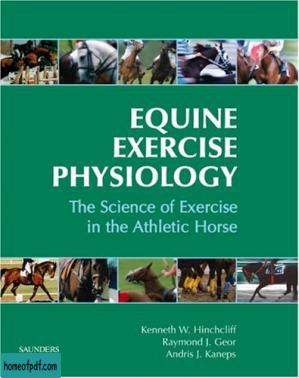 EQUINE
EXERCISE
PHYSIOLOGY
The Science of Exercise
in the Athletic Horse
Kenneth W. Hinchcliff
Raymond J. Geor
Andris J. Kaneps
SAUNDERS
homeofpdf.com